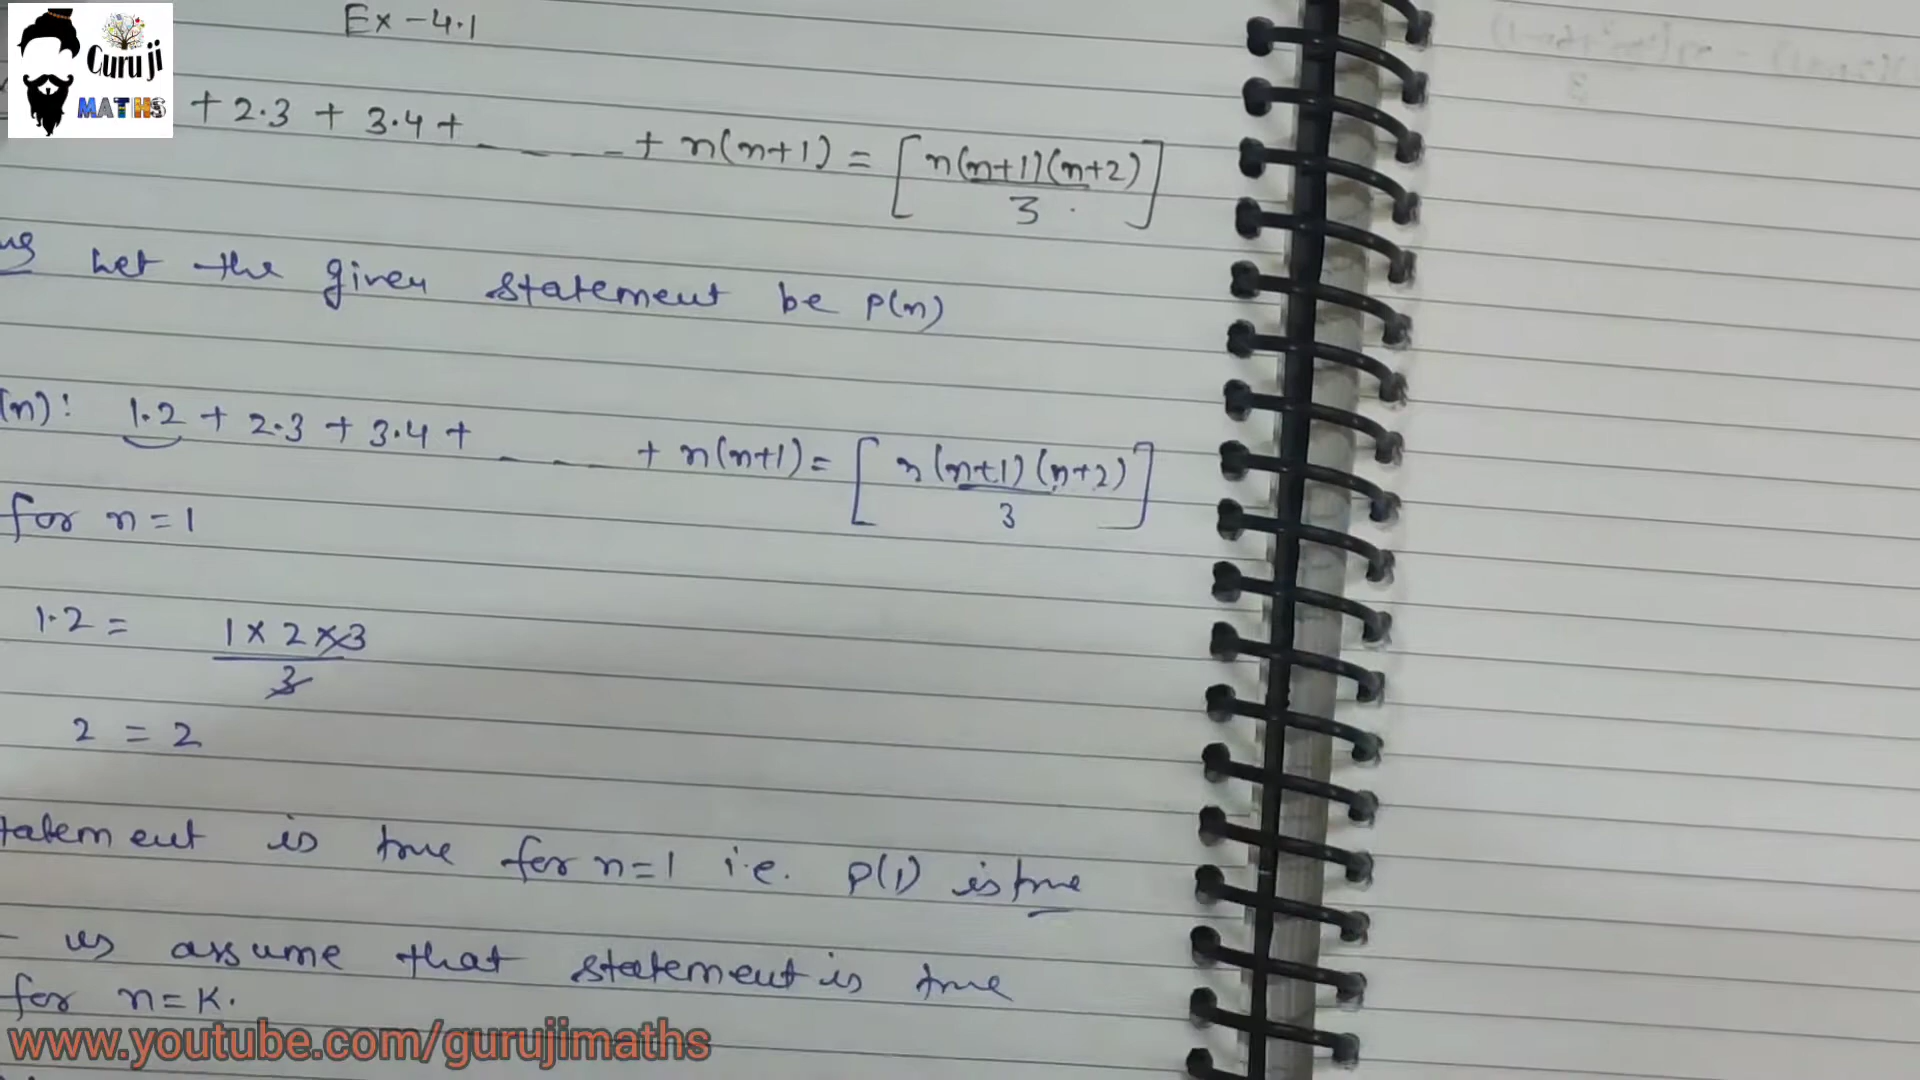 Ex-4.1
Guru ji
MATHS
+ 2.3 + 3.4 + _ _ _ _ + n(n+1) = [n(n+1)(n+2)/3]
Let the given statement be P(n)
(n): 1.2 + 2.3 + 3.4 + _ _ _ + n(n+1) = [n(n+1)(n+2)/3]
for n=1
1.2 = 1×2×3/3
2 = 2
tatement is true for n=1 i.e. P(1) is true
us assume that statement is true
for n=K.
www.youtube.com/gurujimaths